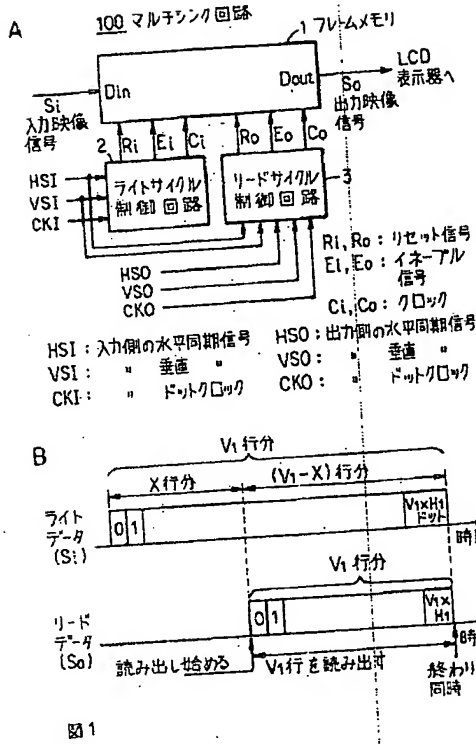 A
100 マルチシンク回路
1 フレームメモリ
Din
Dout
Si
入力映像
信号
So
出力映像
信号
LCD
表示器へ
Ri
Ei
Ci
Ro
Eo
Co
2
ライトサイクル
制御回路
リードサイクル
制御回路
3
HSI
VSI
CKI
HSO
VSO
CKO
Ri, Ro : リセット信号
Ei, Eo : イネーブル
信号
Ci, Co : クロック
HSI : 入力側の水平同期信号
VSI : 〃 垂直 〃
CKI : 〃 ドットクロック
HSO : 出力側の水平同期信号
VSO : 〃 垂直 〃
CKO : 〃 ドットクロック
B
V1行分
X行分
(V1-X)行分
ライト
データ
(Si)
0 1
V1×H1
ドット
V1行分
リード
データ
(So)
0 1
V1×
H1
読み出し始める
V1行を読み出す
終わり
同時
図1